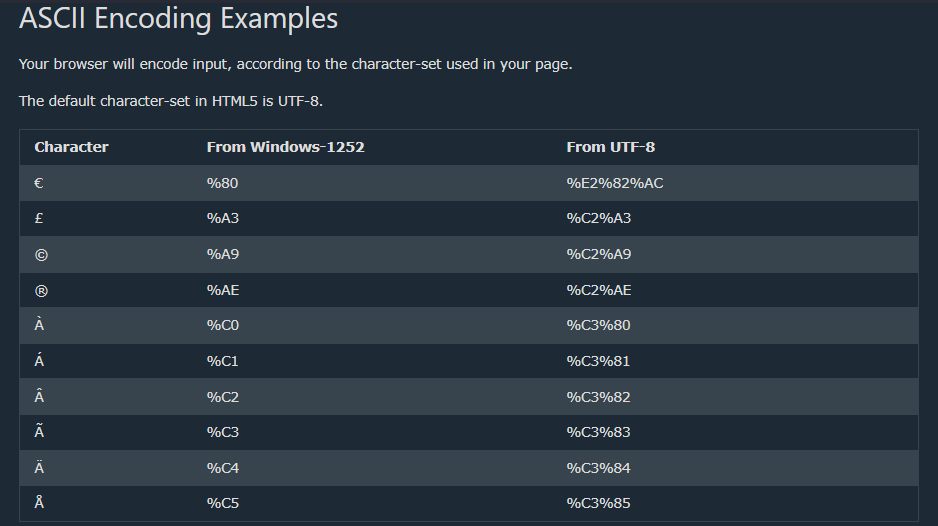 ASCII Encoding Examples
Your browser will encode input, according to the character-set used in your page.
The default character-set in HTML5 is UTF-8.
Character From Windows-1252 From UTF-8
€ %80 %E2%82%AC
£ %A3 %C2%A3
© %A9 %C2%A9
® %AE %C2%AE
À %C0 %C3%80
Á %C1 %C3%81
Â %C2 %C3%82
Ã %C3 %C3%83
Ä %C4 %C3%84
Å %C5 %C3%85